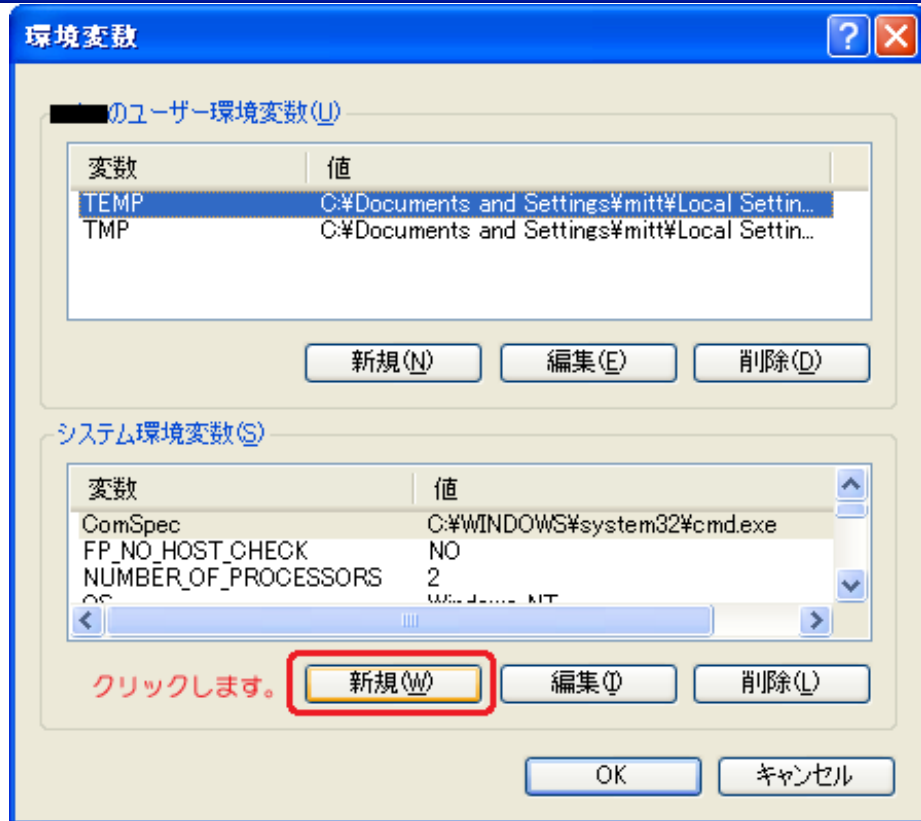 環境変数
のユーザー環境変数(U)
変数 値
TEMP C:¥Documents and Settings¥mitt¥Local Settin...
TMP C:¥Documents and Settings¥mitt¥Local Settin...
新規(N) 編集(E) 削除(D)
システム環境変数(S)
変数 値
ComSpec C:¥WINDOWS¥system32¥cmd.exe
FP_NO_HOST_CHECK NO
NUMBER_OF_PROCESSORS 2
OS Windows_NT
クリックします。 新規(W) 編集(I) 削除(L)
OK キャンセル